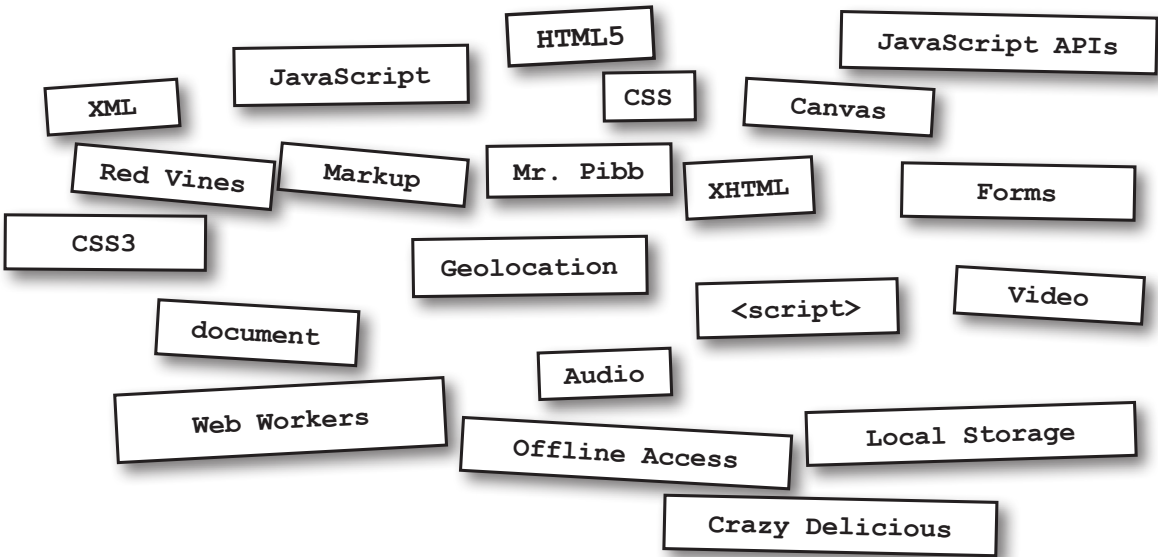 HTML5
JavaScript APIs
JavaScript
CSS
XML
Canvas
Red Vines
Markup
Mr. Pibb
XHTML
Forms
CSS3
Geolocation
<script>
Video
document
Audio
Web Workers
Offline Access
Local Storage
Crazy Delicious